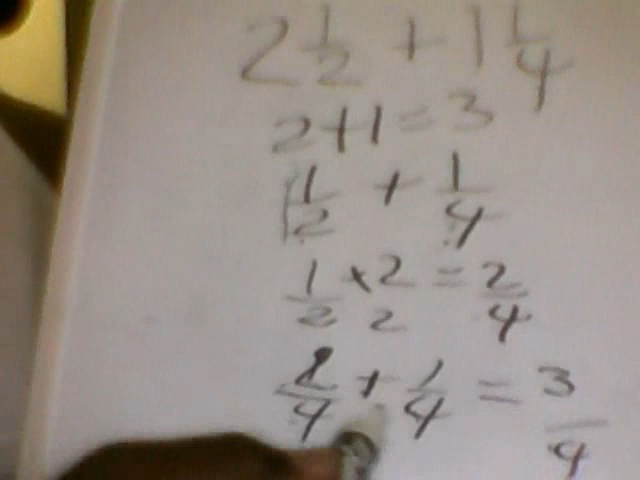 2 1/2 + 1 1/4
2+1=3
1/2 + 1/4
1/2 × 2/2 = 2/4
2/4 + 1/4 = 3/4